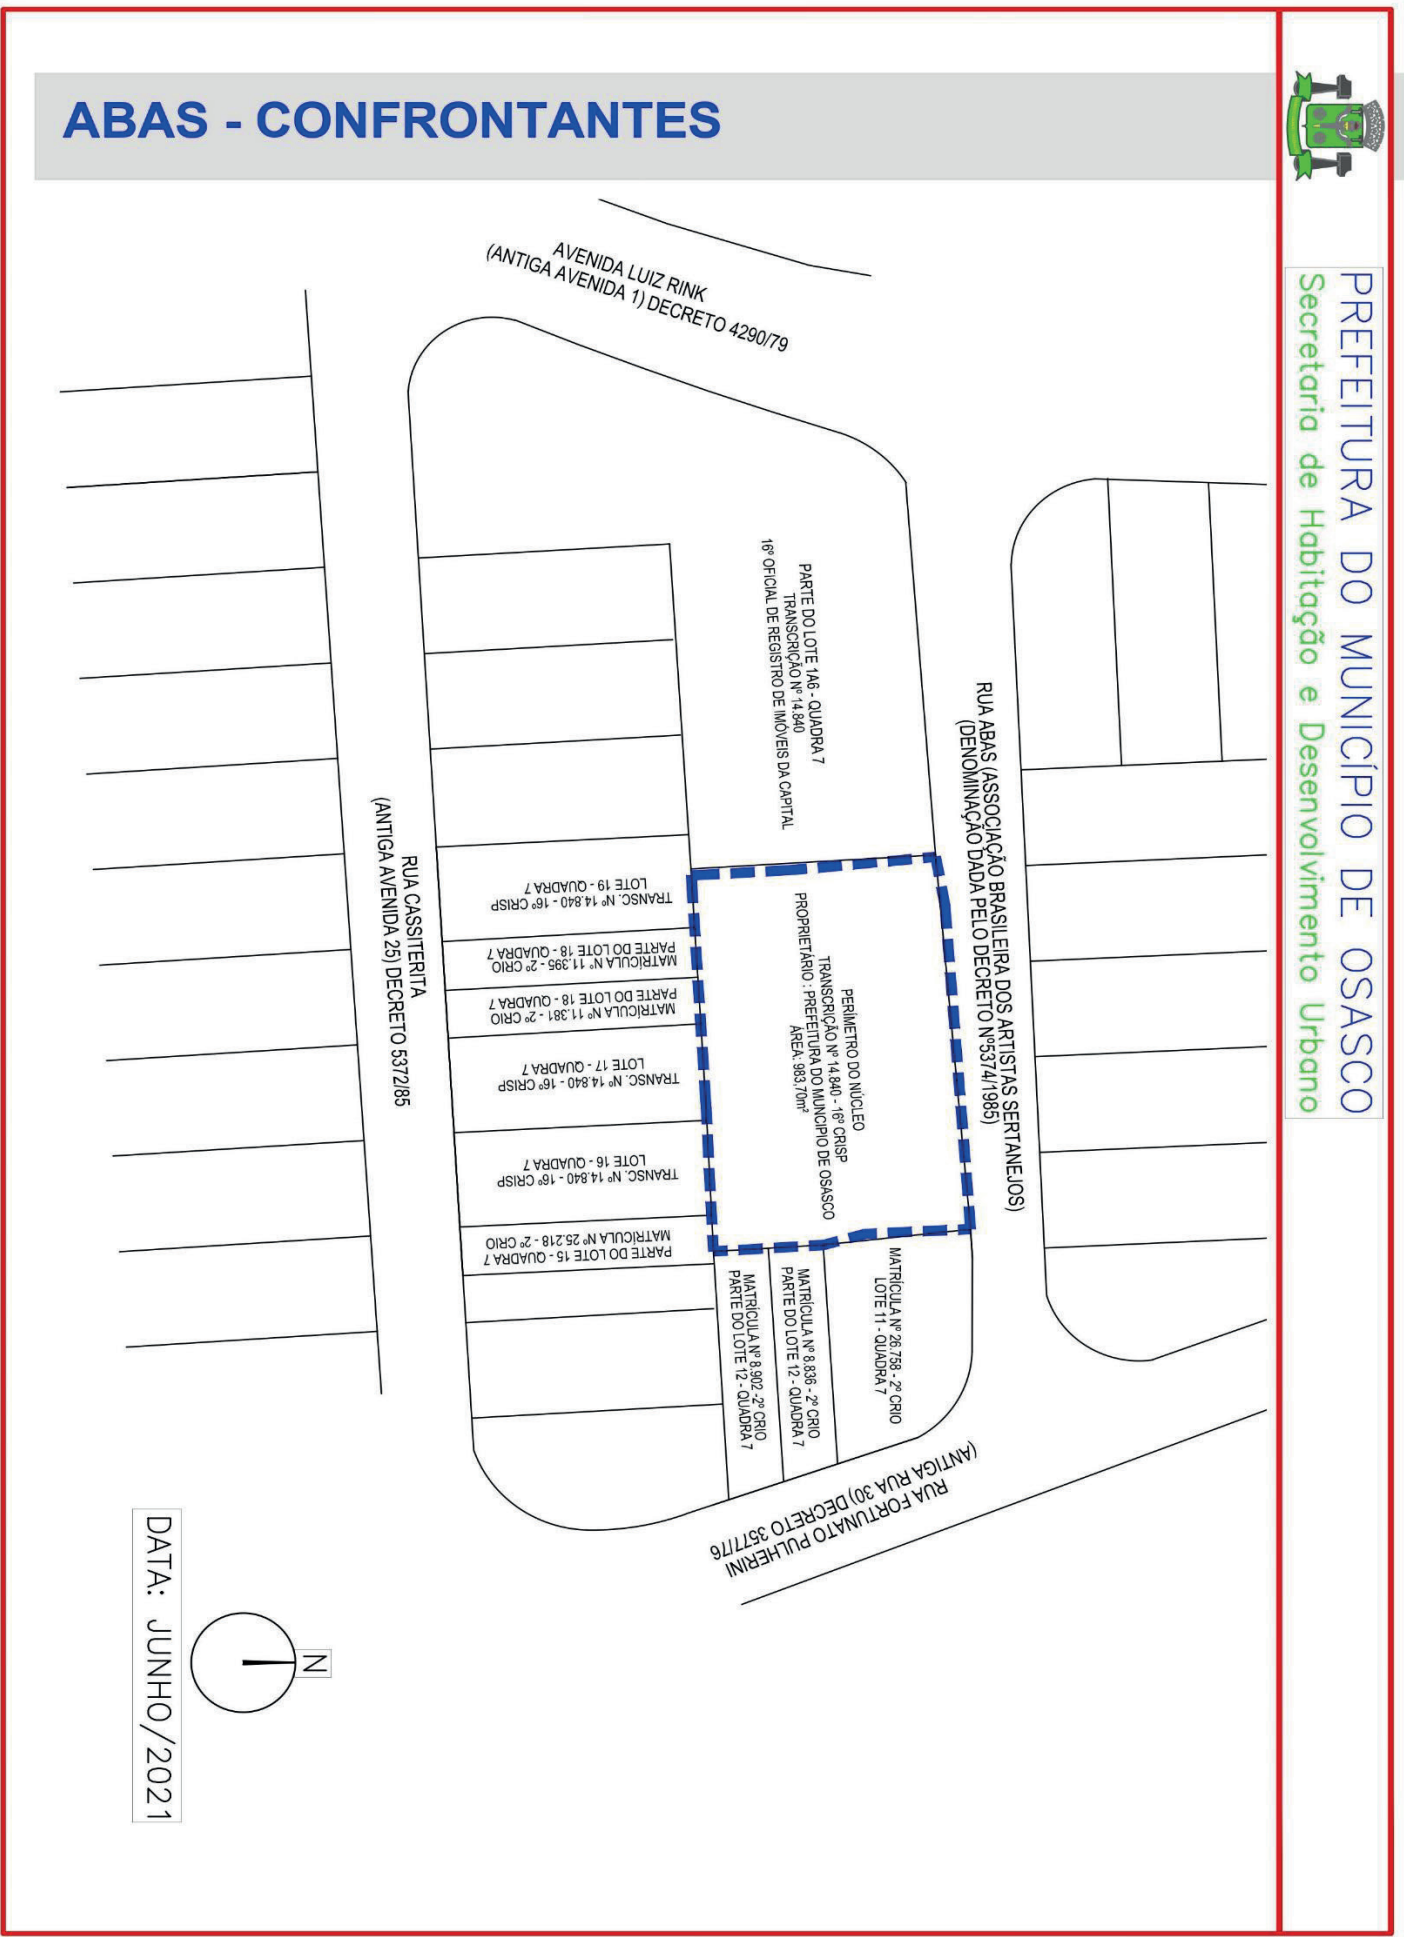 ABAS - CONFRONTANTES
PREFEITURA DO MUNICÍPIO DE OSASCO
Secretaria de Habitação e Desenvolvimento Urbano
AVENIDA LUIZ RINK
(ANTIGA AVENIDA 1) DECRETO 4290/79
RUA ABAS (ASSOCIAÇÃO BRASILEIRA DOS ARTISTAS SERTANEJOS)
(DENOMINAÇÃO DADA PELO DECRETO Nº5374/1985)
PARTE DO LOTE 1A6 - QUADRA 7
TRANSCRIÇÃO Nº 14.840
16º OFICIAL DE REGISTRO DE IMÓVEIS DA CAPITAL
PERÍMETRO DO NÚCLEO
TRANSCRIÇÃO Nº 14.840 - 16º CRISP
PROPRIETÁRIO : PREFEITURA DO MUNCIPIO DE OSASCO
ÁREA: 983,70m²
LOTE 19 - QUADRA 7
TRANSC. Nº 14.840 - 16º CRISP
PARTE DO LOTE 18 - QUADRA 7
MATRÍCULA Nº 11.395 - 2º CRIO
PARTE DO LOTE 18 - QUADRA 7
MATRÍCULA Nº 11.381 - 2º CRIO
LOTE 17 - QUADRA 7
TRANSC. Nº 14.840 - 16º CRISP
LOTE 16 - QUADRA 7
TRANSC. Nº 14.840 - 16º CRISP
PARTE DO LOTE 15 - QUADRA 7
MATRÍCULA Nº 25.218 - 2º CRIO
MATRÍCULA Nº 26.758 - 2º CRIO
LOTE 11 - QUADRA 7
MATRÍCULA Nº 8.836 - 2º CRIO
PARTE DO LOTE 12 - QUADRA 7
MATRÍCULA Nº 8.902 -2º CRIO
PARTE DO LOTE 12 - QUADRA 7
RUA CASSITERITA
(ANTIGA AVENIDA 25) DECRETO 5372/85
RUA FORTUNATO PULHERINI
(ANTIGA RUA 30) DECRETO 3577/76
N
DATA: JUNHO/2021